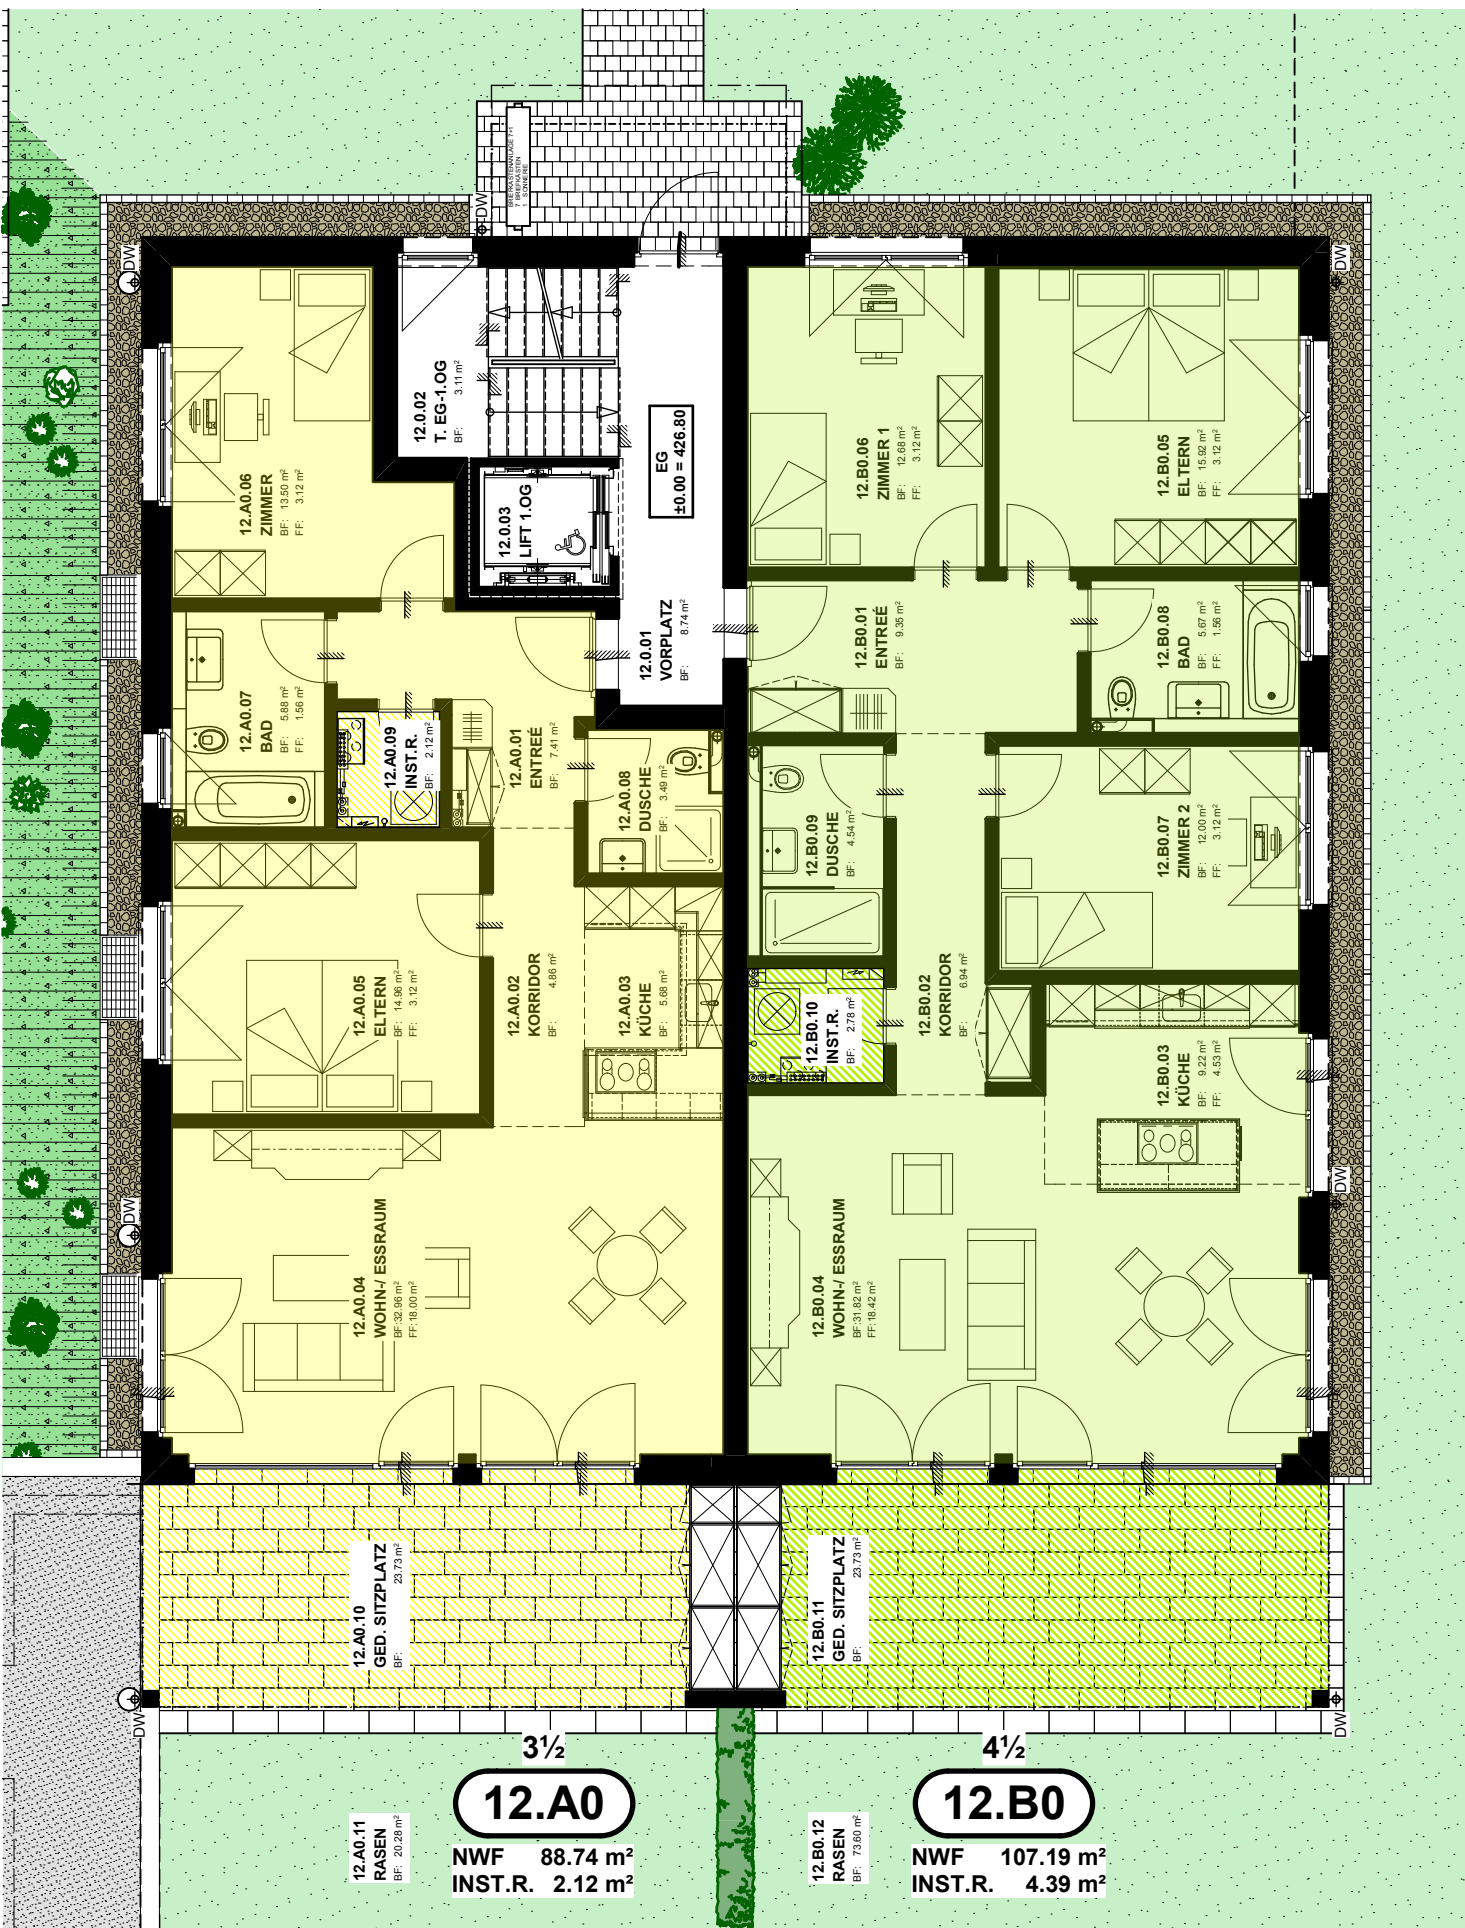 BRIEFKASTENANLAGE 7+1
7 BRIEFKÄSTEN
1 SONNERIE
DW
DW
DW
12.0.02
T. EG-1.OG
BF: 3.11 m²
12.0.03
LIFT 1.OG
EG
±0.00 = 426.80
12.0.01
VORPLATZ
BF: 8.74 m²
12.A0.06
ZIMMER
BF: 13.50 m²
FF: 3.12 m²
12.B0.06
ZIMMER 1
BF: 12.68 m²
FF: 3.12 m²
12.B0.05
ELTERN
BF: 15.92 m²
FF: 3.12 m²
12.A0.07
BAD
BF: 5.88 m²
FF: 1.56 m²
12.A0.09
INST.R.
BF: 2.12 m²
12.A0.01
ENTREÉ
BF: 7.41 m²
12.A0.08
DUSCHE
BF: 3.49 m²
12.B0.01
ENTREÉ
BF: 9.35 m²
12.B0.08
BAD
BF: 5.67 m²
FF: 1.56 m²
12.B0.09
DUSCHE
BF: 4.54 m²
12.B0.07
ZIMMER 2
BF: 12.00 m²
FF: 3.12 m²
12.A0.05
ELTERN
BF: 14.96 m²
FF: 3.12 m²
12.A0.02
KORRIDOR
BF: 4.86 m²
12.A0.03
KÜCHE
BF: 5.68 m²
12.B0.10
INST.R.
BF: 2.78 m²
12.B0.02
KORRIDOR
BF: 6.94 m²
12.B0.03
KÜCHE
BF: 9.22 m²
FF: 4.53 m²
DW
DW
12.A0.04
WOHN-/ ESSRAUM
BF: 32.96 m²
FF: 18.00 m²
12.B0.04
WOHN-/ ESSRAUM
BF: 31.82 m²
FF: 18.42 m²
12.A0.10
GED. SITZPLATZ
BF: 23.73 m²
12.B0.11
GED. SITZPLATZ
BF: 23.73 m²
DW
DW
3½
12.A0
NWF 88.74 m²
INST.R. 2.12 m²
4½
12.B0
NWF 107.19 m²
INST.R. 4.39 m²
12.A0.11
RASEN
BF: 20.28 m²
12.B0.12
RASEN
BF: 73.60 m²